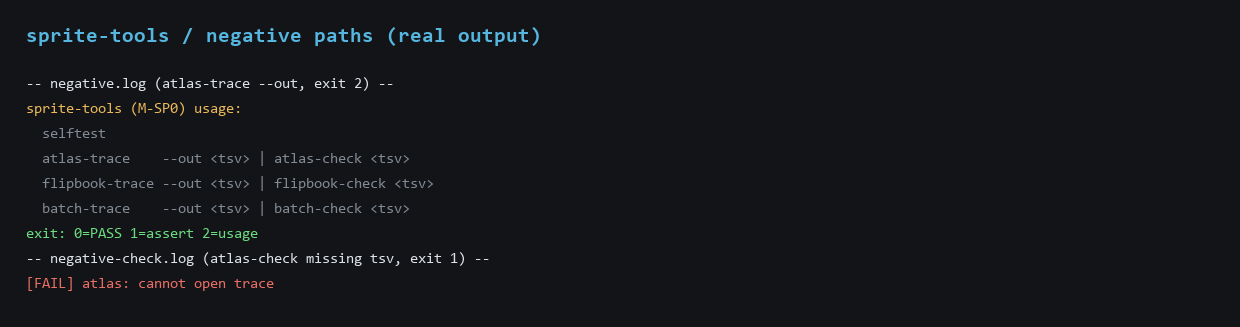 sprite-tools / negative paths (real output)
-- negative.log (atlas-trace --out, exit 2) --
sprite-tools (M-SP0) usage:
  selftest
  atlas-trace    --out <tsv> | atlas-check <tsv>
  flipbook-trace --out <tsv> | flipbook-check <tsv>
  batch-trace    --out <tsv> | batch-check <tsv>
exit: 0=PASS 1=assert 2=usage
-- negative-check.log (atlas-check missing tsv, exit 1) --
[FAIL] atlas: cannot open trace